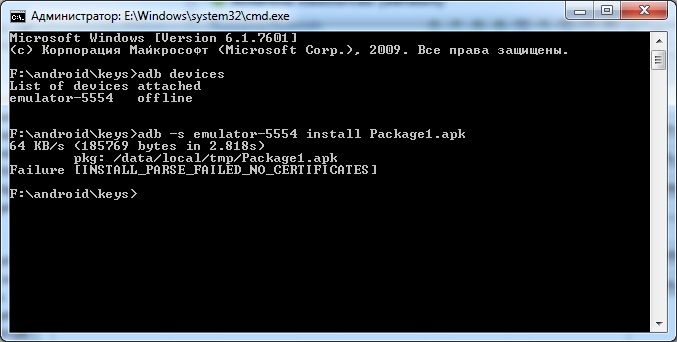 Администратор: E:\Windows\system32\cmd.exe
Microsoft Windows [Version 6.1.7601]
(c) Корпорация Майкрософт (Microsoft Corp.), 2009. Все права защищены.
F:\android\keys>adb devices
List of devices attached
emulator-5554 offline
F:\android\keys>adb -s emulator-5554 install Package1.apk
64 KB/s (185769 bytes in 2.818s)
pkg: /data/local/tmp/Package1.apk
Failure [INSTALL_PARSE_FAILED_NO_CERTIFICATES]
F:\android\keys>